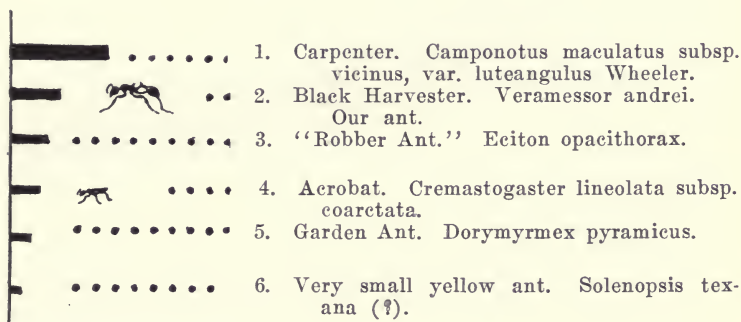 1. Carpenter. Camponotus maculatus subsp.
vicinus, var. luteangulus Wheeler.
2. Black Harvester. Veramessor andrei.
Our ant.
3. "Robber Ant." Eciton opacithorax.
4. Acrobat. Cremastogaster lineolata subsp.
coarctata.
5. Garden Ant. Dorymyrmex pyramicus.
6. Very small yellow ant. Solenopsis tex-
ana (?).